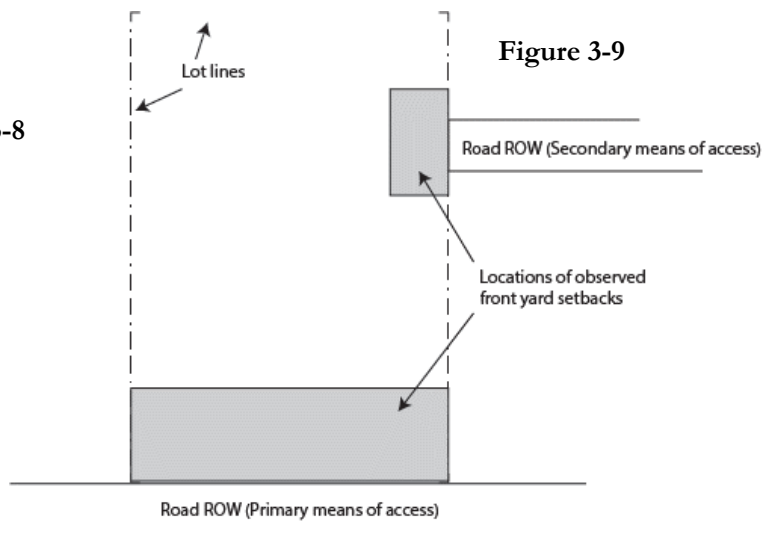 Figure 3-9
Lot lines
-8
Road ROW (Secondary means of access)
Locations of observed
front yard setbacks
Road ROW (Primary means of access)